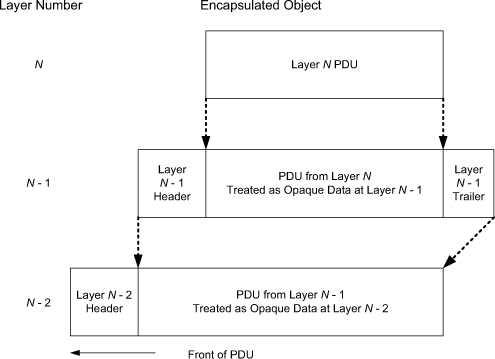 Layer Number
Encapsulated Object
N
Layer N PDU
N - 1
Layer
N - 1
Header
PDU from Layer N
Treated as Opaque Data at Layer N - 1
Layer
N - 1
Trailer
N - 2
Layer N - 2
Header
PDU from Layer N - 1
Treated as Opaque Data at Layer N - 2
Front of PDU